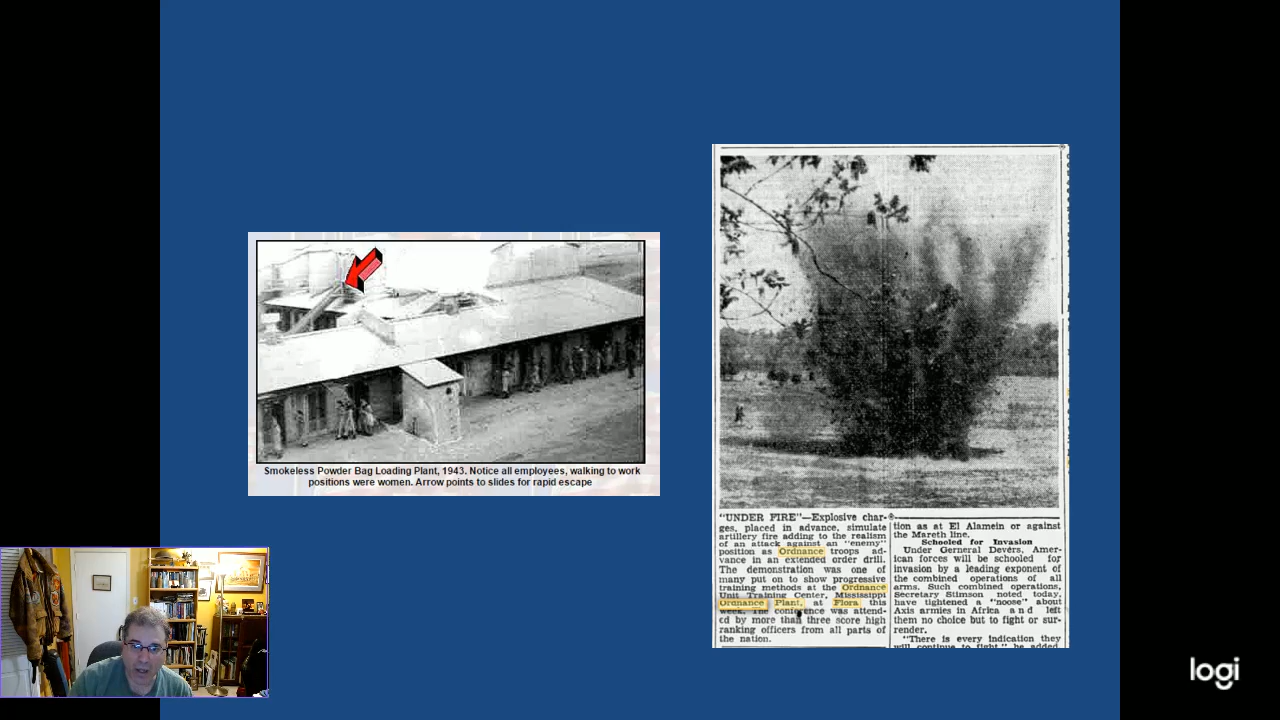 Smokeless Powder Bag Loading Plant, 1943. Notice all employees, walking to work
positions were women. Arrow points to slides for rapid escape
"UNDER FIRE"—Explosive char-
ges, placed in advance, simulate
artillery fire adding to the realism
of an attack against an "enemy"
position as Ordnance troops ad-
vance in an extended order drill.
The demonstration was one of
many put on to show progressive
training methods at the Ordnance
Unit Training Center, Mississippi
Ordnance Plant, at Flora this
week. The conference was attend-
ed by more than three score high
ranking officers from all parts of
the nation.
tion as at El Alamein or against
the Mareth line.
Schooled for Invasion
Under Gerneral Devers, Amer-
ican forces will be schooled for
invasion by a leading exponent of
the combined operations of all
arms. Such combined operations,
Secretary Stimson noted today,
have tightened a "noose" about
Axis armies in Africa and left
them no choice but to fight or sur-
render.
"There is every indication they
will continue to fight," he added.
logi